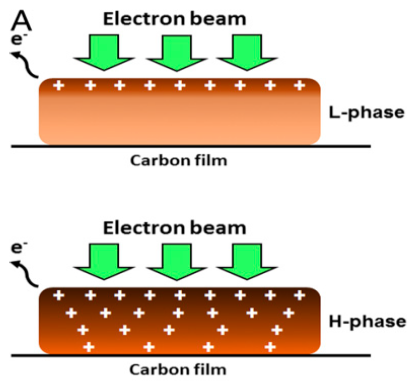 A
Electron beam
e-
L-phase
Carbon film
Electron beam
e-
H-phase
Carbon film